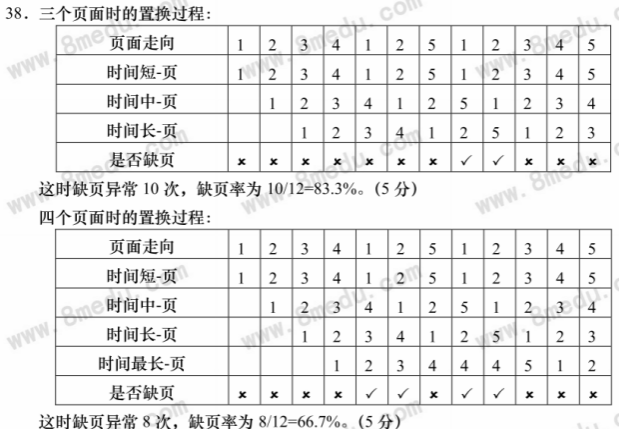 38．三个页面时的置换过程：
页面走向 1 2 3 4 1 2 5 1 2 3 4 5
时间短-页 1 2 3 4 1 2 5 1 2 3 4 5
时间中-页 1 2 3 4 1 2 5 1 2 3 4
时间长-页 1 2 3 4 1 2 5 1 2 3
是否缺页 × × × × × × × ✓ ✓ × × ×
这时缺页异常 10 次，缺页率为 10/12=83.3%。(5 分)
四个页面时的置换过程：
页面走向 1 2 3 4 1 2 5 1 2 3 4 5
时间短-页 1 2 3 4 1 2 5 1 2 3 4 5
时间中-页 1 2 3 4 1 2 5 1 2 3 4
时间长-页 1 2 3 4 1 2 5 1 2 3
时间最长-页 1 2 3 4 4 4 5 1 2
是否缺页 × × × × ✓ ✓ × ✓ ✓ × × ×
这时缺页异常 8 次，缺页率为 8/12=66.7%。(5 分)
www.8medu.com